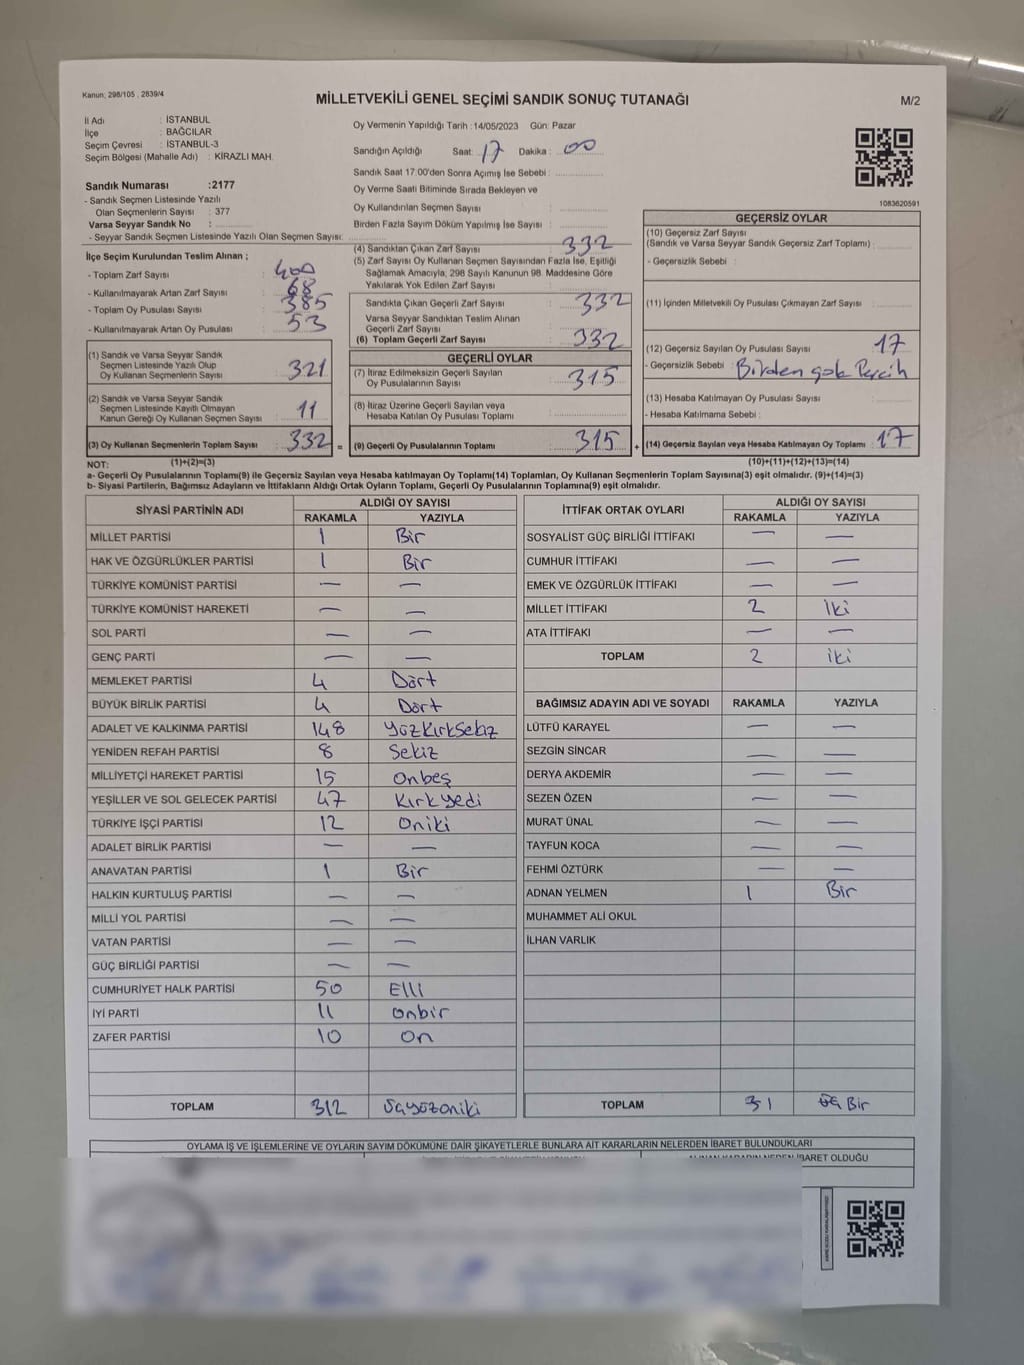 Kanun; 298/105 , 2839/4
MİLLETVEKİLİ GENEL SEÇİMİ SANDIK SONUÇ TUTANAĞI
M/2
İl Adı : İSTANBUL
İlçe : BAĞCILAR
Seçim Çevresi : İSTANBUL-3
Seçim Bölgesi (Mahalle Adı) : KİRAZLI MAH.
Sandık Numarası :2177
- Sandık Seçmen Listesinde Yazılı
Olan Seçmenlerin Sayısı : 377
Varsa Seyyar Sandık No :
- Seyyar Sandık Seçmen Listesinde Yazılı Olan Seçmen Sayısı:
İlçe Seçim Kurulundan Teslim Alınan ;
- Toplam Zarf Sayısı : 400
- Kullanılmayarak Artan Zarf Sayısı : 68
- Toplam Oy Pusulası Sayısı : 385
- Kullanılmayarak Artan Oy Pusulası : 53
(1) Sandık ve Varsa Seyyar Sandık
Seçmen Listesinde Yazılı Olup
Oy Kullanan Seçmenlerin Sayısı : 321
(2) Sandık ve Varsa Seyyar Sandık
Seçmen Listesinde Kayıtlı Olmayan
Kanun Gereği Oy Kullanan Seçmen Sayısı : 11
(3) Oy Kullanan Seçmenlerin Toplam Sayısı : 332 =
Oy Vermenin Yapıldığı Tarih :14/05/2023 Gün: Pazar
Sandığın Açıldığı Saat: 17 Dakika : 00
Sandık Saat 17:00'den Sonra Açımış İse Sebebi :
Oy Verme Saati Bitiminde Sırada Bekleyen ve
Oy Kullandırılan Seçmen Sayısı :
Birden Fazla Sayım Döküm Yapılmış İse Sayısı :
(4) Sandıktan Çıkan Zarf Sayısı : 332
(5) Zarf Sayısı Oy Kullanan Seçmen Sayısından Fazla İse, Eşitliği
Sağlamak Amacıyla, 298 Sayılı Kanunun 98. Maddesine Göre
Yakılarak Yok Edilen Zarf Sayısı :
Sandıkta Çıkan Geçerli Zarf Sayısı : 332
Varsa Seyyar Sandıktan Teslim Alınan
Geçerli Zarf Sayısı :
(6) Toplam Geçerli Zarf Sayısı : 332
GEÇERLİ OYLAR
(7) İtiraz Edilmeksizin Geçerli Sayılan
Oy Pusulalarının Sayısı : 315
(8) İtiraz Üzerine Geçerli Sayılan veya
Hesaba Katılan Oy Pusulası Toplamı :
(9) Geçerli Oy Pusulalarının Toplamı : 315 +
1083620591
GEÇERSİZ OYLAR
(10) Geçersiz Zarf Sayısı
(Sandık ve Varsa Seyyar Sandık Geçersiz Zarf Toplamı) :
- Geçersizlik Sebebi :
(11) İçinden Milletvekili Oy Pusulası Çıkmayan Zarf Sayısı :
(12) Geçersiz Sayılan Oy Pusulası Sayısı : 17
- Geçersizlik Sebebi : Birden çok Tercih
(13) Hesaba Katılmayan Oy Pusulası Sayısı :
- Hesaba Katılmama Sebebi :
(14) Geçersiz Sayılan veya Hesaba Katılmayan Oy Toplamı : 17
NOT: (1)+(2)=(3) (10)+(11)+(12)+(13)=(14)
a- Geçerli Oy Pusulalarının Toplamı(9) ile Geçersiz Sayılan veya Hesaba katılmayan Oy Toplamı(14) Toplamları, Oy Kullanan Seçmenlerin Toplam Sayısına(3) eşit olmalıdır. (9)+(14)=(3)
b- Siyasi Partilerin, Bağımsız Adayların ve İttifakların Aldığı Ortak Oyların Toplamı, Geçerli Oy Pusulalarının Toplamına(9) eşit olmalıdır.
SİYASİ PARTİNİN ADI ALDIĞI OY SAYISI
RAKAMLA YAZIYLA
MİLLET PARTİSİ 1 Bir
HAK VE ÖZGÜRLÜKLER PARTİSİ 1 Bir
TÜRKİYE KOMÜNİST PARTİSİ — —
TÜRKİYE KOMÜNİST HAREKETİ — —
SOL PARTİ — —
GENÇ PARTİ — —
MEMLEKET PARTİSİ 4 Dört
BÜYÜK BİRLİK PARTİSİ 4 Dört
ADALET VE KALKINMA PARTİSİ 148 YüzKırkSekiz
YENİDEN REFAH PARTİSİ 8 Sekiz
MİLLİYETÇİ HAREKET PARTİSİ 15 Onbeş
YEŞİLLER VE SOL GELECEK PARTİSİ 47 Kırkyedi
TÜRKİYE İŞÇİ PARTİSİ 12 Oniki
ADALET BİRLİK PARTİSİ — —
ANAVATAN PARTİSİ 1 Bir
HALKIN KURTULUŞ PARTİSİ — —
MİLLİ YOL PARTİSİ — —
VATAN PARTİSİ — —
GÜÇ BİRLİĞİ PARTİSİ — —
CUMHURİYET HALK PARTİSİ 50 Elli
İYİ PARTİ 11 Onbir
ZAFER PARTİSİ 10 On
TOPLAM 312 Üçyüzoniki
İTTİFAK ORTAK OYLARI ALDIĞI OY SAYISI
RAKAMLA YAZIYLA
SOSYALİST GÜÇ BİRLİĞİ İTTİFAKI — —
CUMHUR İTTİFAKI — —
EMEK VE ÖZGÜRLÜK İTTİFAKI — —
MİLLET İTTİFAKI 2 İki
ATA İTTİFAKI — —
TOPLAM 2 iki
BAĞIMSIZ ADAYIN ADI VE SOYADI RAKAMLA YAZIYLA
LÜTFÜ KARAYEL — —
SEZGİN SİNCAR — —
DERYA AKDEMİR — —
SEZEN ÖZEN — —
MURAT ÜNAL — —
TAYFUN KOCA — —
FEHMİ ÖZTÜRK — —
ADNAN YELMEN 1 Bir
MUHAMMET ALİ OKUL
İLHAN VARLIK
TOPLAM 1 Bir
OYLAMA İŞ VE İŞLEMLERİNE VE OYLARIN SAYIM DÖKÜMÜNE DAİR ŞİKAYETLERLE BUNLARA AİT KARARLARIN NELERDEN İBARET BULUNDUKLARI
İBARET OLDUĞU